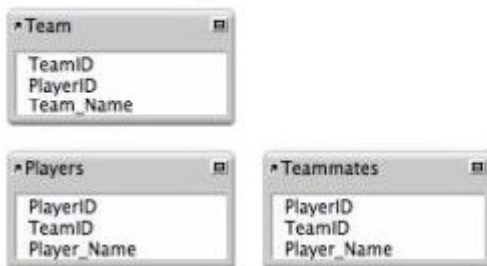 Team
TeamID
PlayerID
Team_Name
Players
PlayerID
TeamID
Player_Name
Teammates
PlayerID
TeamID
Player_Name